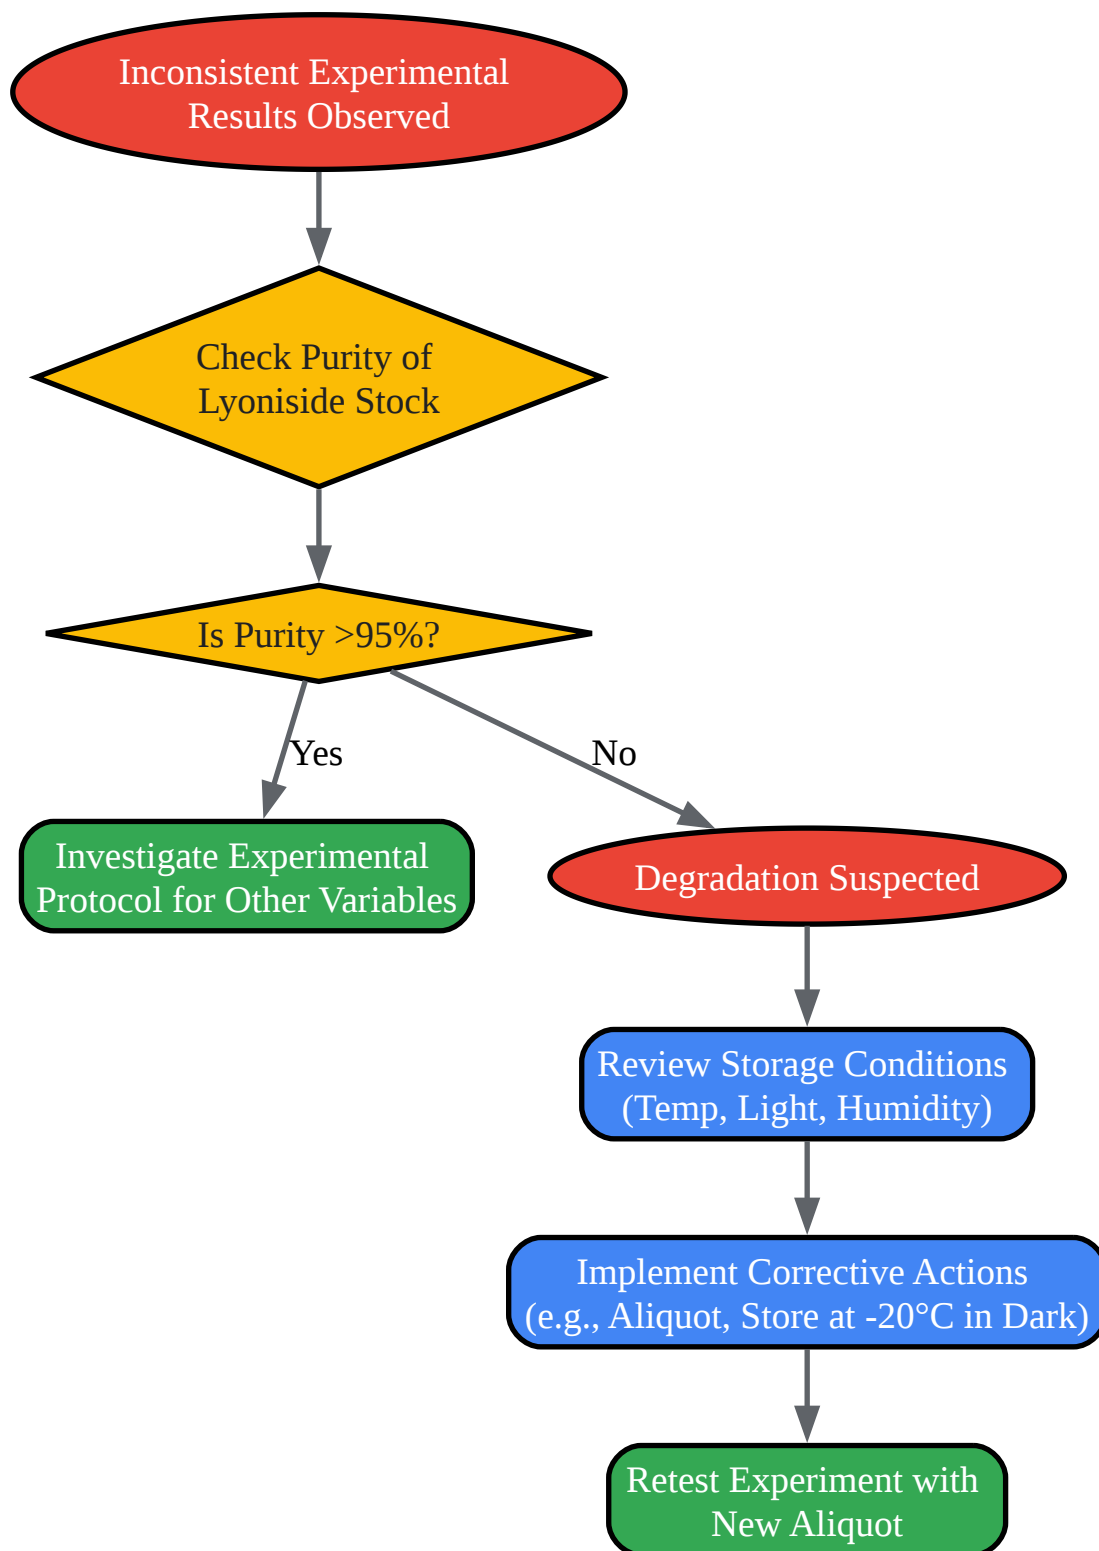 Inconsistent Experimental
Results Observed
Check Purity of
Lyoniside Stock
Is Purity >95%?
Yes
No
Investigate Experimental
Protocol for Other Variables
Degradation Suspected
Review Storage Conditions
(Temp, Light, Humidity)
Implement Corrective Actions
(e.g., Aliquot, Store at -20°C in Dark)
Retest Experiment with
New Aliquot